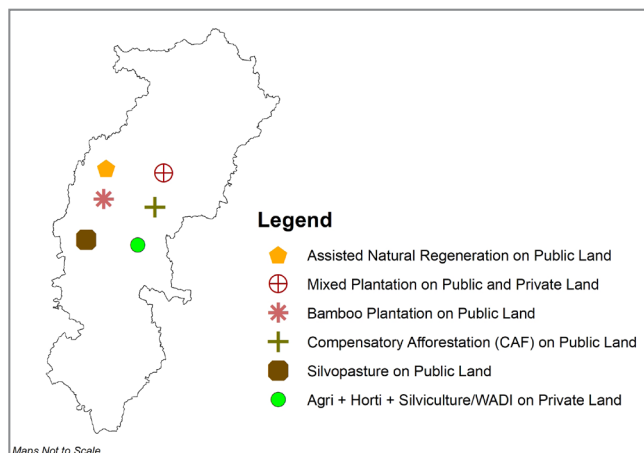 Legend
Assisted Natural Regeneration on Public Land
Mixed Plantation on Public and Private Land
Bamboo Plantation on Public Land
Compensatory Afforestation (CAF) on Public Land
Silvopasture on Public Land
Agri + Horti + Silviculture/WADI on Private Land
Maps Not to Scale